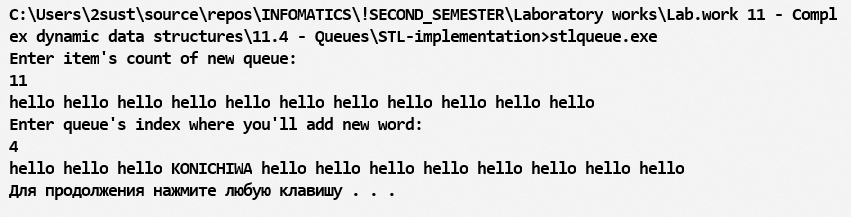 C:\Users\2sust\source\repos\INFOMATICS\!SECOND_SEMESTER\Laboratory works\Lab.work 11 - Compl
ex dynamic data structures\11.4 - Queues\STL-implementation>stlqueue.exe
Enter item's count of new queue:
11
hello hello hello hello hello hello hello hello hello hello hello
Enter queue's index where you'll add new word:
4
hello hello hello KONICHIWA hello hello hello hello hello hello hello hello
Для продолжения нажмите любую клавишу . . .